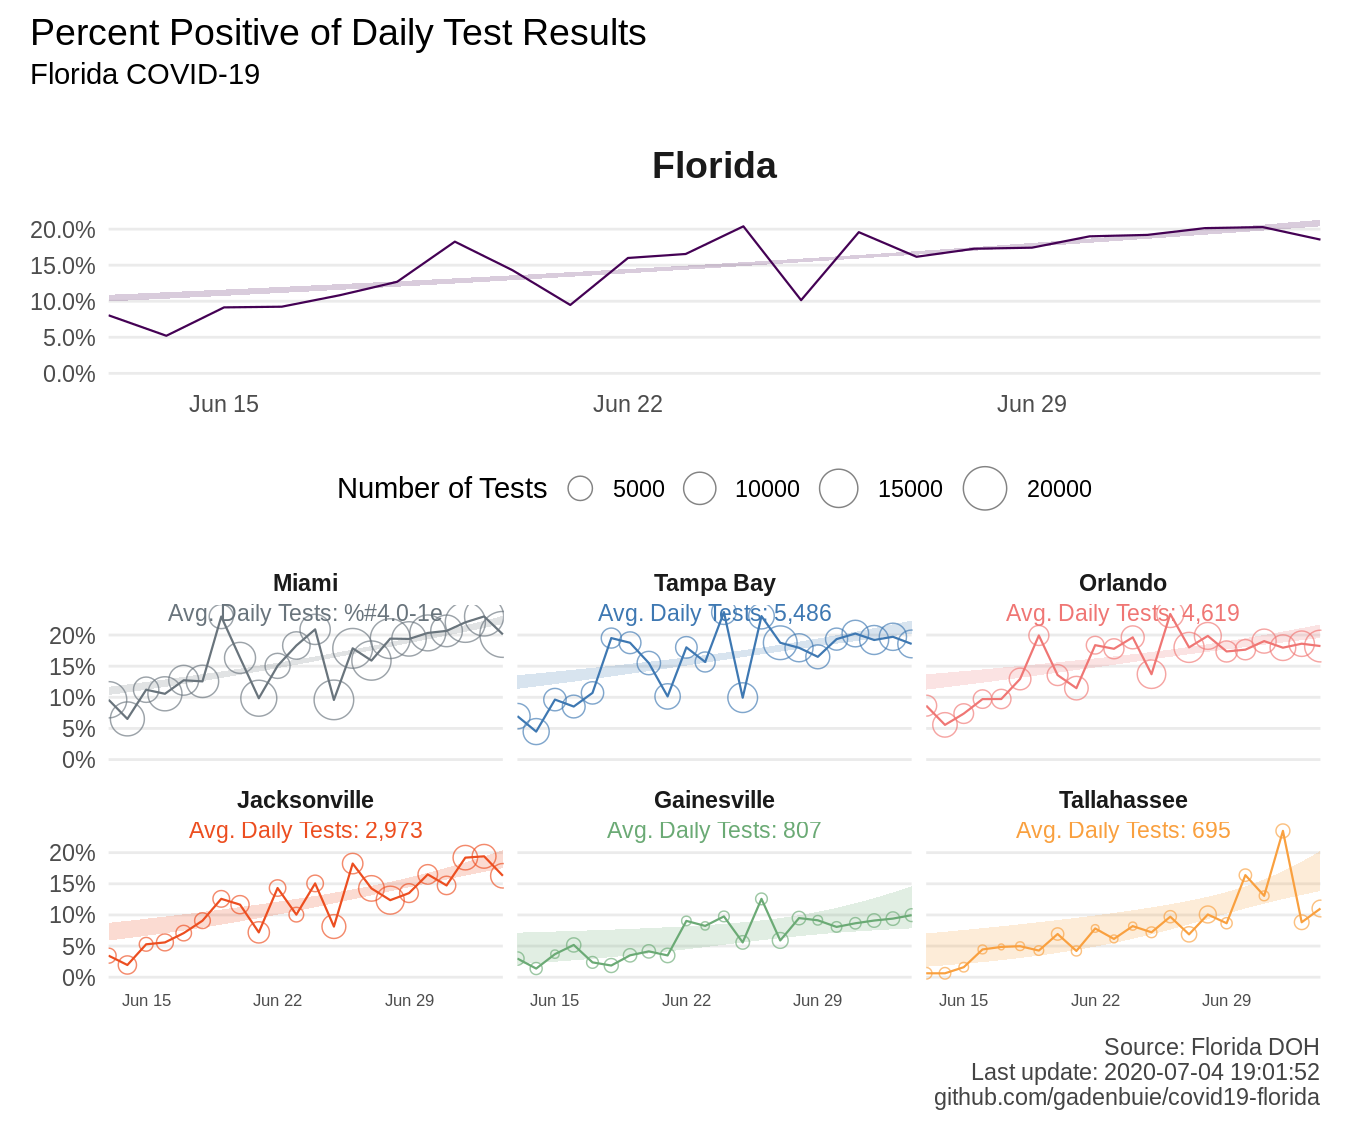 Percent Positive of Daily Test Results
Florida COVID-19
Florida
20.0%
15.0%
10.0%
5.0%
0.0%
Jun 15 Jun 22 Jun 29
Number of Tests 5000 10000 15000 20000
Miami Tampa Bay Orlando
Avg. Daily Tests: %#4.0-1e Avg. Daily Tests: 5,486 Avg. Daily Tests: 4,619
20%
15%
10%
5%
0%
Jacksonville Gainesville Tallahassee
Avg. Daily Tests: 2,973 Avg. Daily Tests: 807 Avg. Daily Tests: 695
20%
15%
10%
5%
0%
Jun 15 Jun 22 Jun 29 Jun 15 Jun 22 Jun 29 Jun 15 Jun 22 Jun 29
Source: Florida DOH
Last update: 2020-07-04 19:01:52
github.com/gadenbuie/covid19-florida